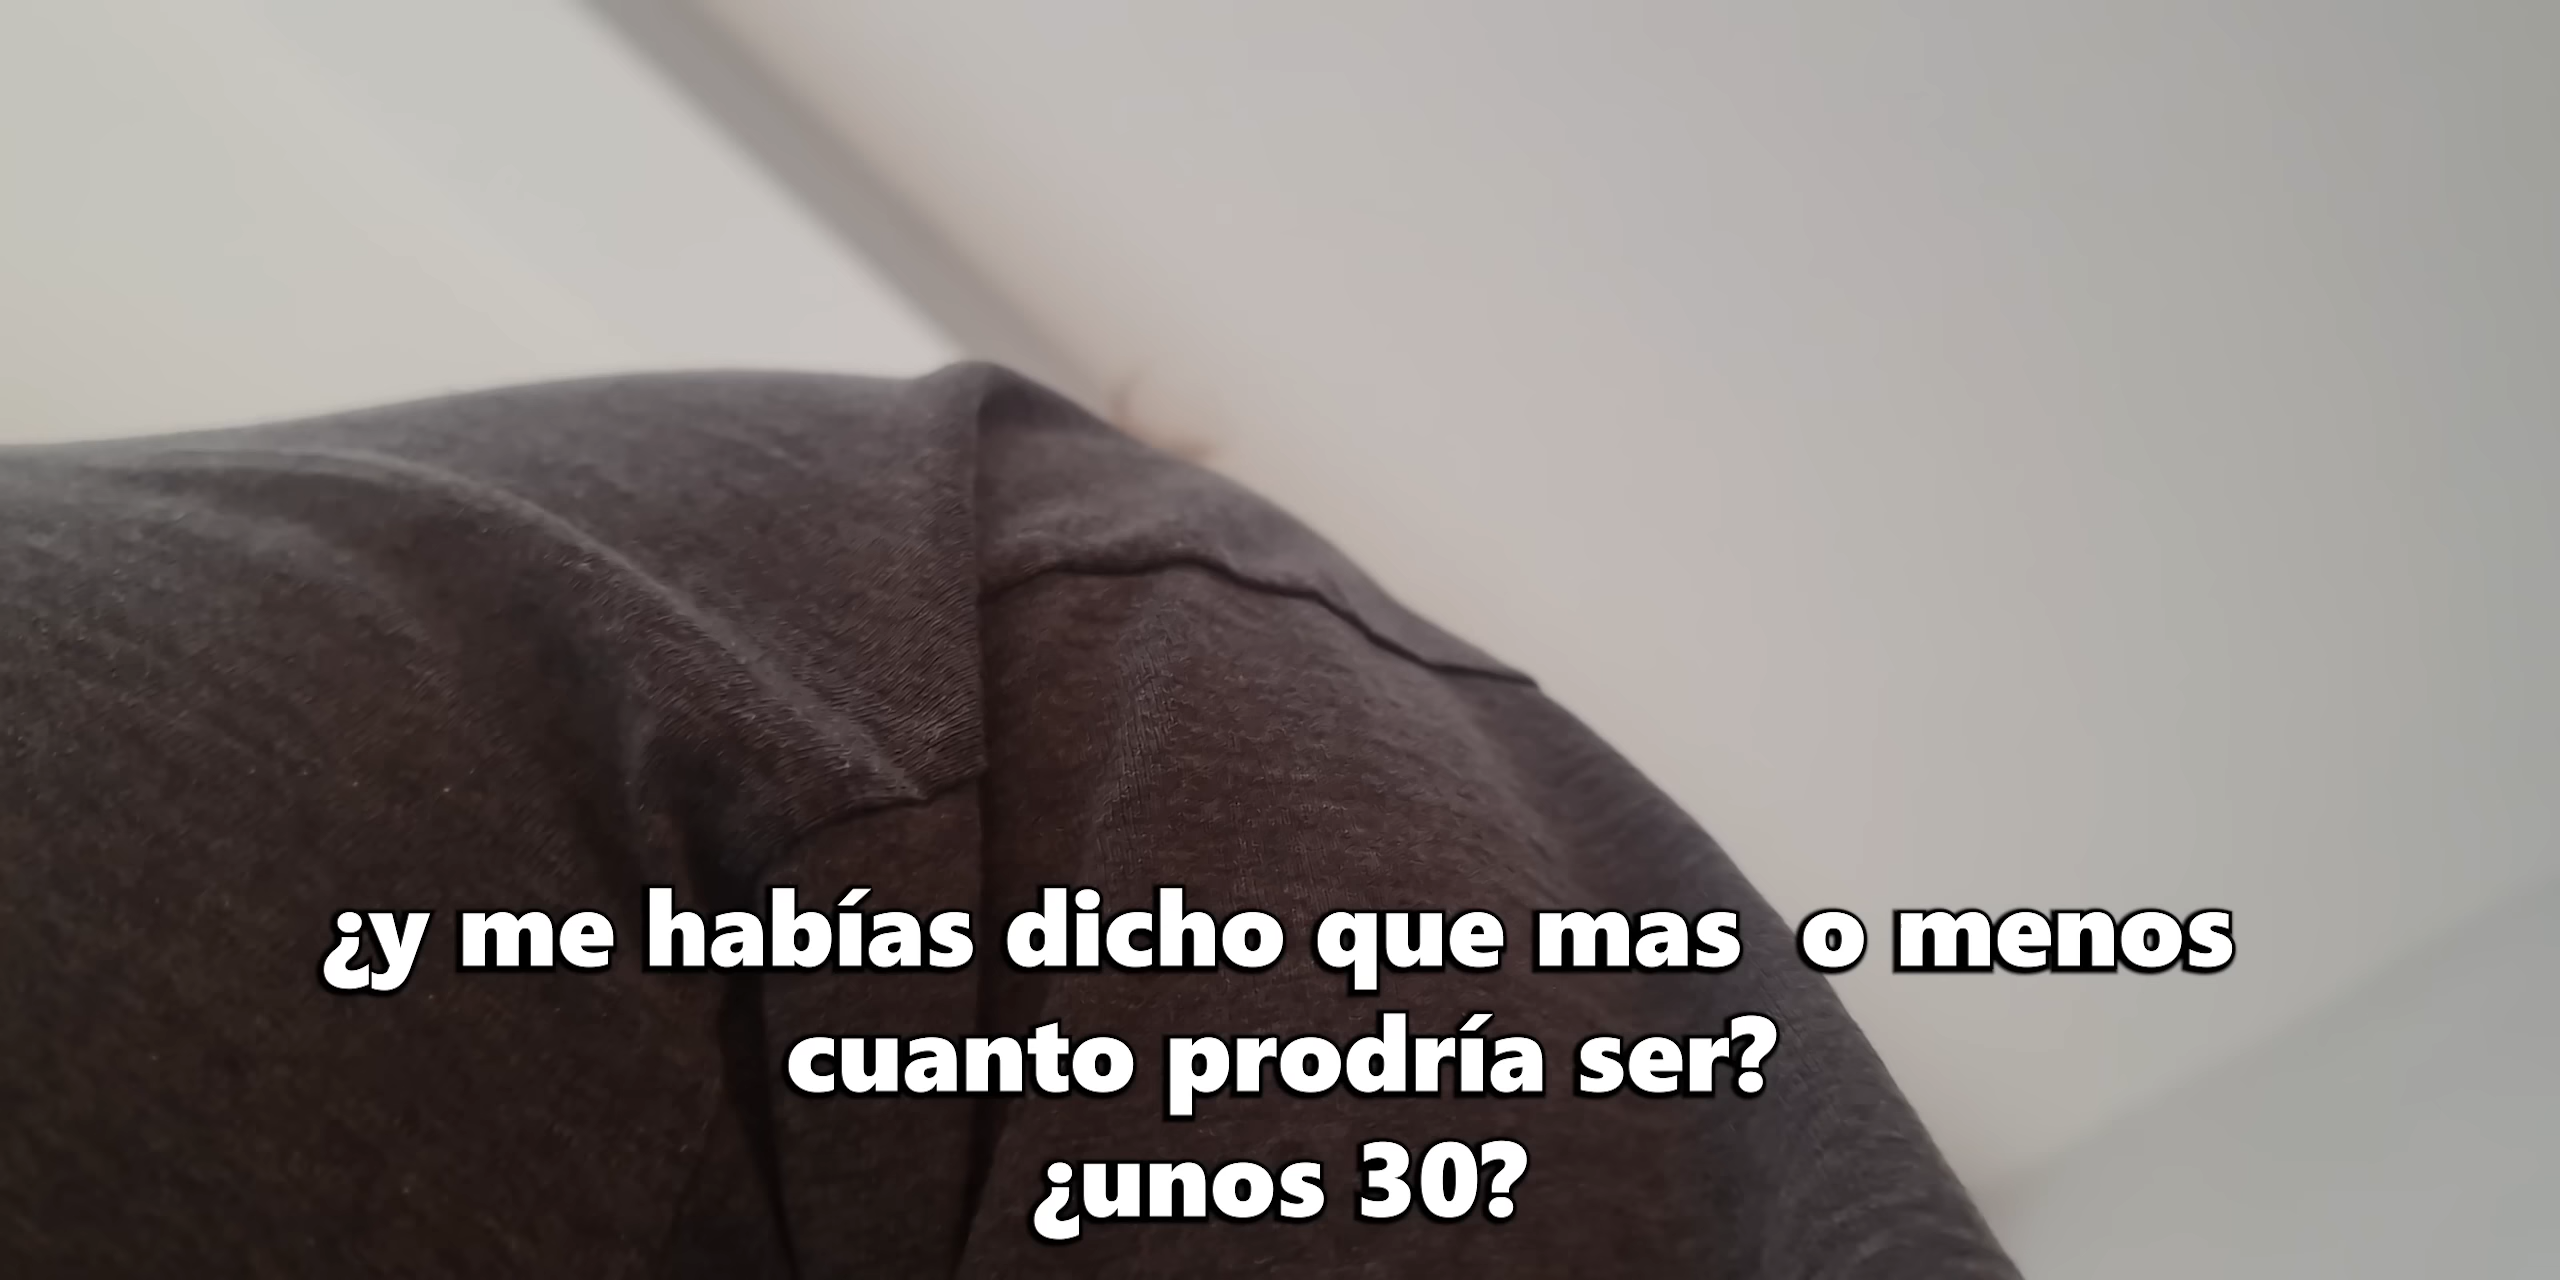 ¿y me habías dicho que mas  o menos
cuanto prodría ser?
¿unos 30?